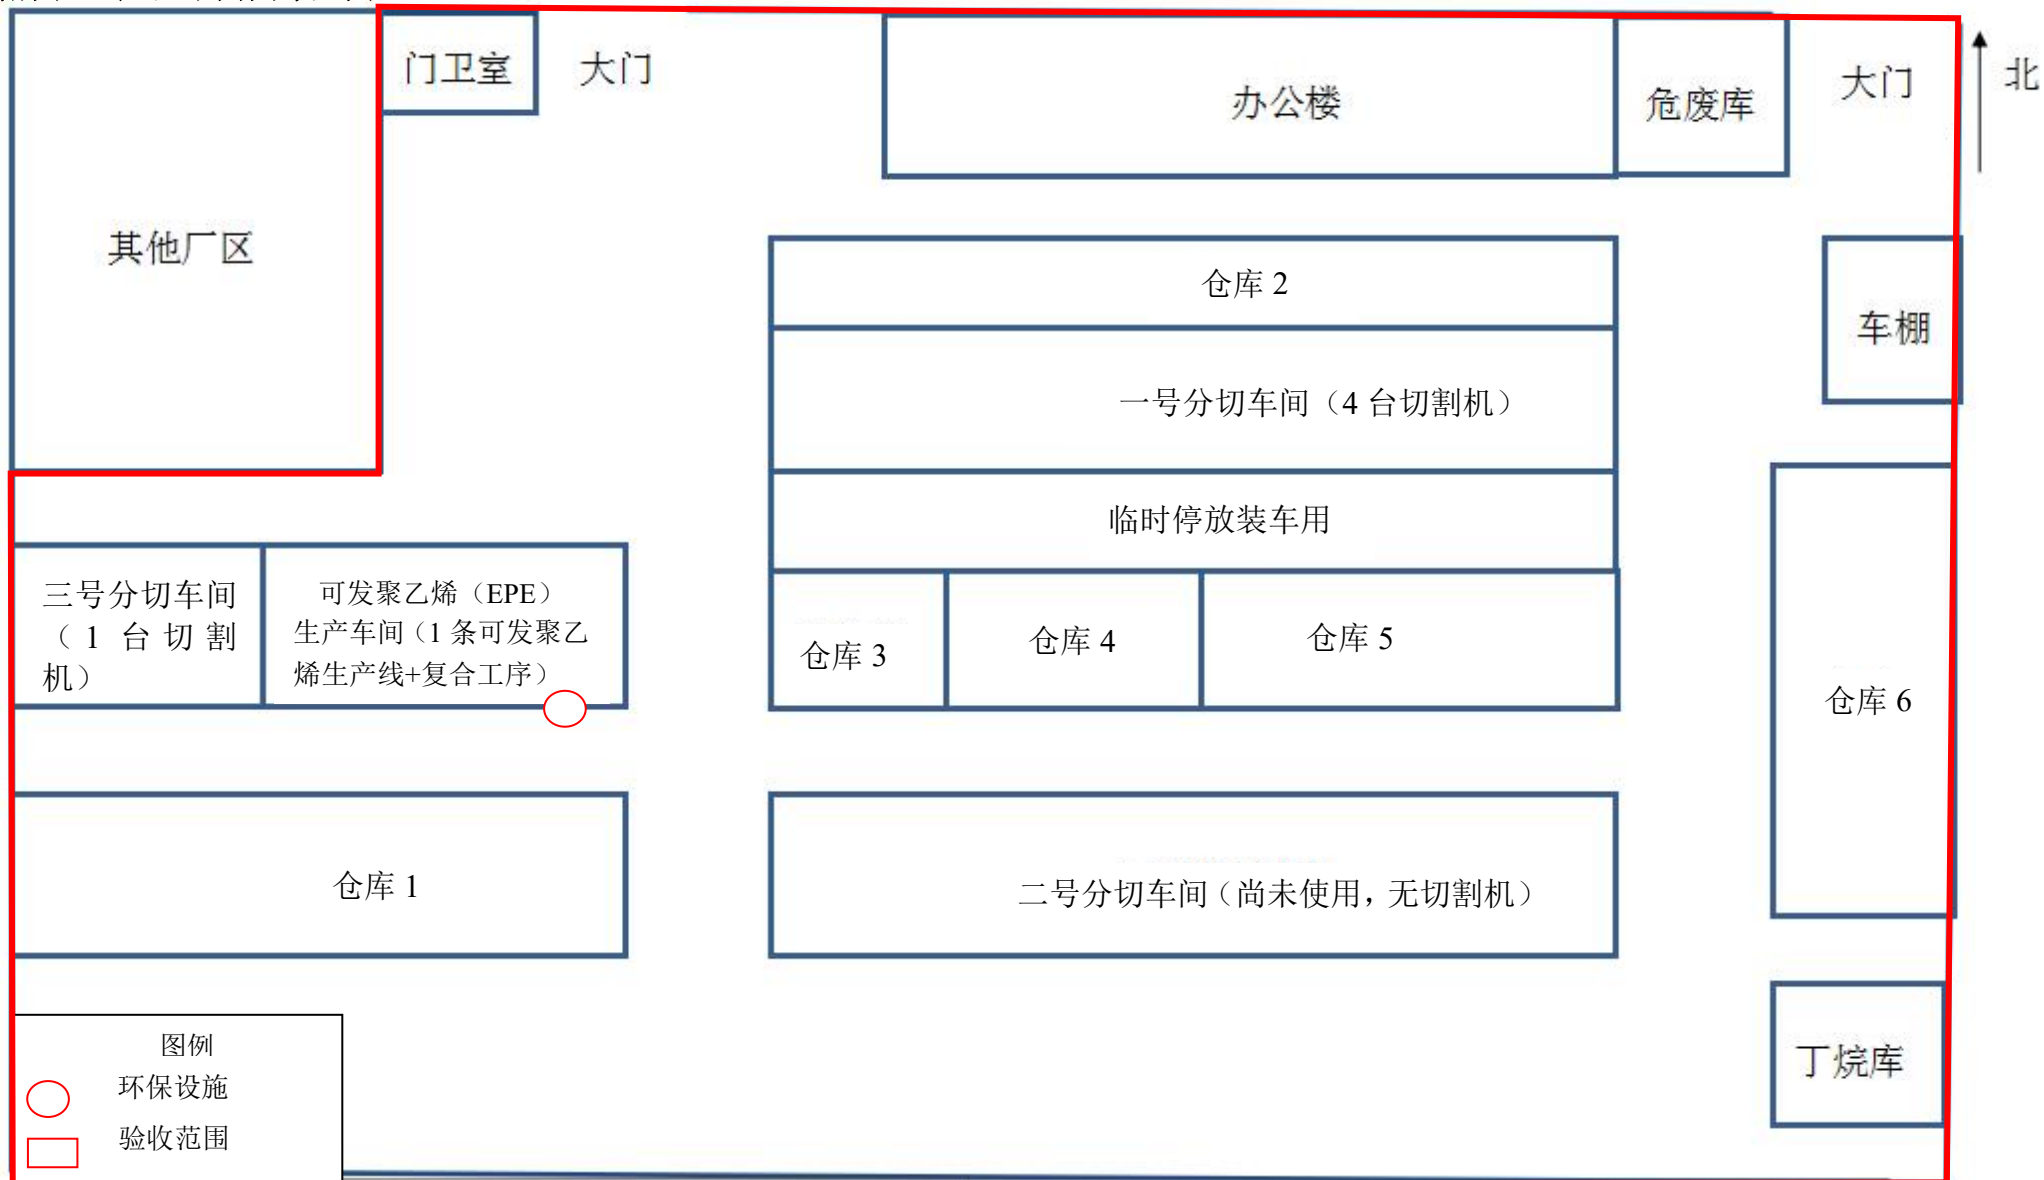 门卫室
大门
办公楼
危废库
大门
北
其他厂区
仓库 2
车棚
一号分切车间（4 台切割机）
临时停放装车用
三号分切车间
（1 台切割
机）
可发聚乙烯（EPE）
生产车间（1 条可发聚乙
烯生产线+复合工序）
仓库 3
仓库 4
仓库 5
仓库 6
仓库 1
二号分切车间（尚未使用，无切割机）
丁烷库
图例
环保设施
验收范围